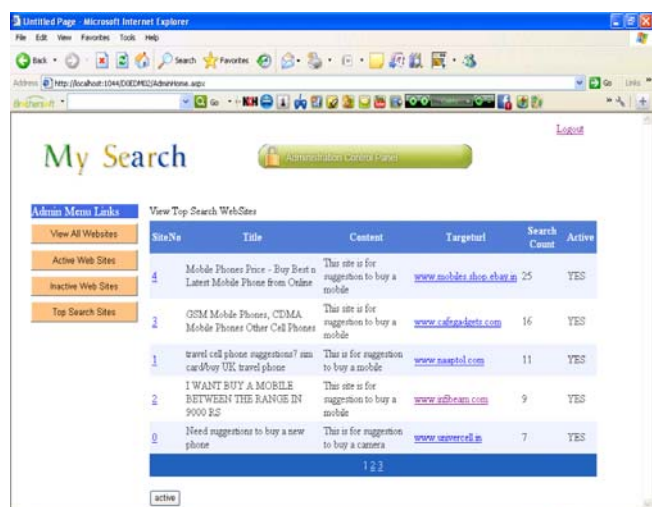 Untitled Page - Microsoft Internet Explorer
File Edit View Favorites Tools Help
Back Search Favorites
Address http://localhost:1044/DOEDM02/AdminHome.aspx Go Links
Logout
My Search
Administration Control Panel
Admin Menu Links
View All Websites
Active Web Sites
Inactive Web Sites
Top Search Sites
View Top Search WebSites
SiteNo Title Content Targeturl Search Count Active
4 Mobile Phones Price - Buy Best n Latest Mobile Phone from Online This site is for suggestion to buy a mobile www.mobiles.shop.ebay.in 25 YES
3 GSM Mobile Phones, CDMA Mobile Phones Other Cell Phones This site is for suggestion to buy a mobile www.cafegadgets.com 16 YES
1 travel cell phone suggestions? sim card/buy UK travel phone This is for suggestion to buy a mobile www.naaptol.com 11 YES
2 I WANT BUY A MOBILE BETWEEN THE RANGE IN 9000 RS This site is for suggestion to buy a mobile www.infibeam.com 9 YES
0 Need suggestions to buy a new phone This is for suggestion to buy a camera www.univercell.in 7 YES
1 2 3
active